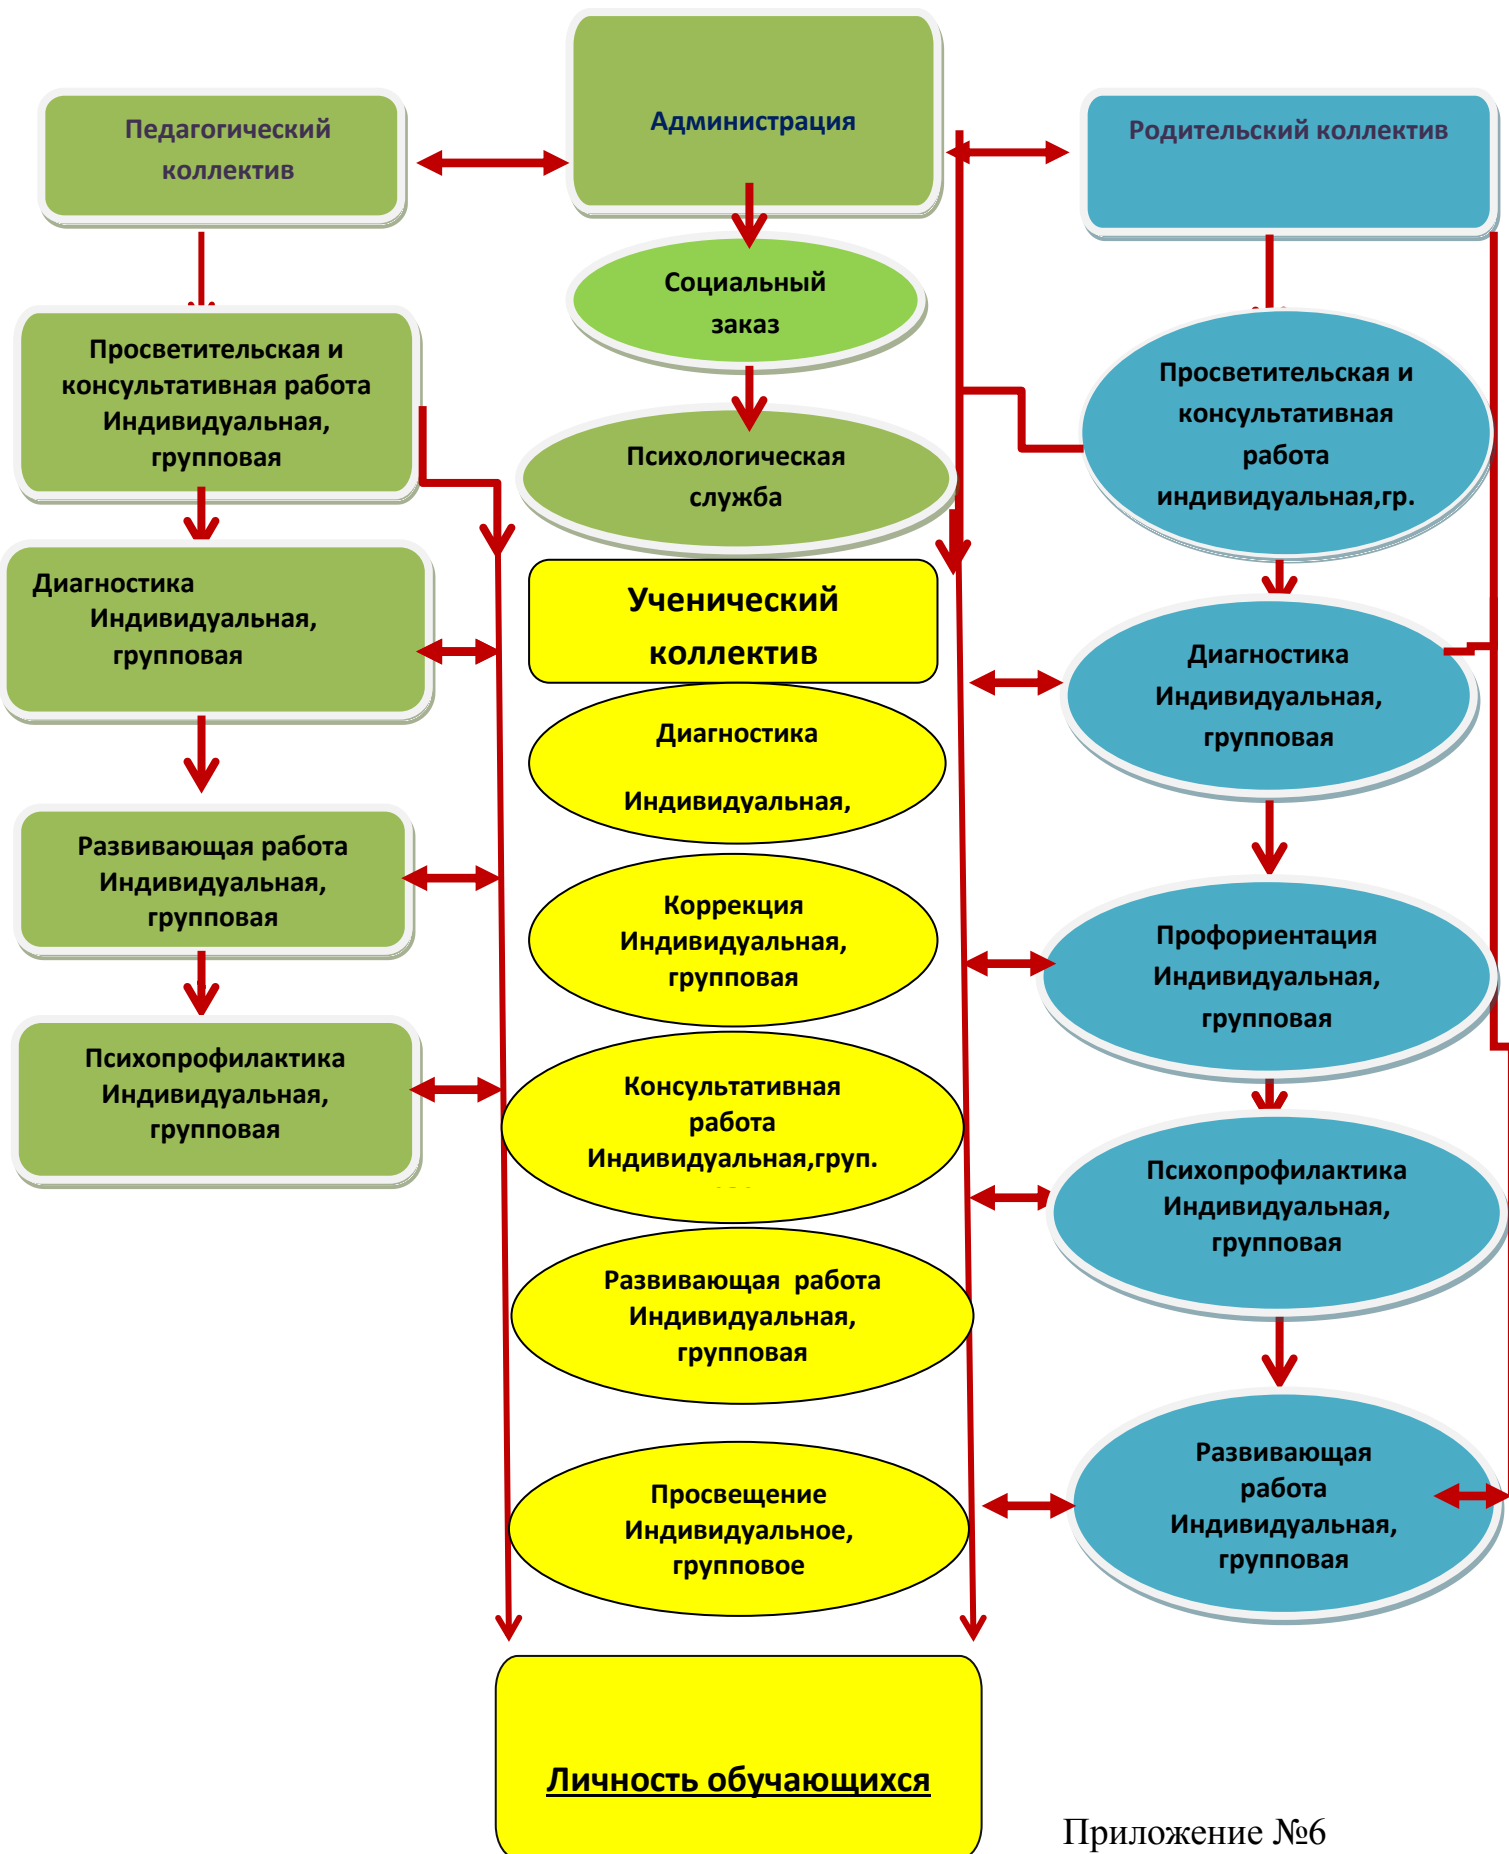 Администрация
Педагогический
коллектив
Родительский коллектив
Социальный
заказ
Просветительская и
консультативная работа
Индивидуальная,
групповая
Просветительская и
консультативная
работа
индивидуальная,гр.
Психологическая
служба
Диагностика
Индивидуальная,
групповая
Ученический
коллектив
Диагностика
Индивидуальная,
групповая
Диагностика
Индивидуальная,
Развивающая работа
Индивидуальная,
групповая
Коррекция
Индивидуальная,
групповая
Профориентация
Индивидуальная,
групповая
Психопрофилактика
Индивидуальная,
групповая
Консультативная
работа
Индивидуальная,груп.
Психопрофилактика
Индивидуальная,
групповая
Развивающая работа
Индивидуальная,
групповая
Просвещение
Индивидуальное,
групповое
Развивающая
работа
Индивидуальная,
групповая
Личность обучающихся
Приложение №6